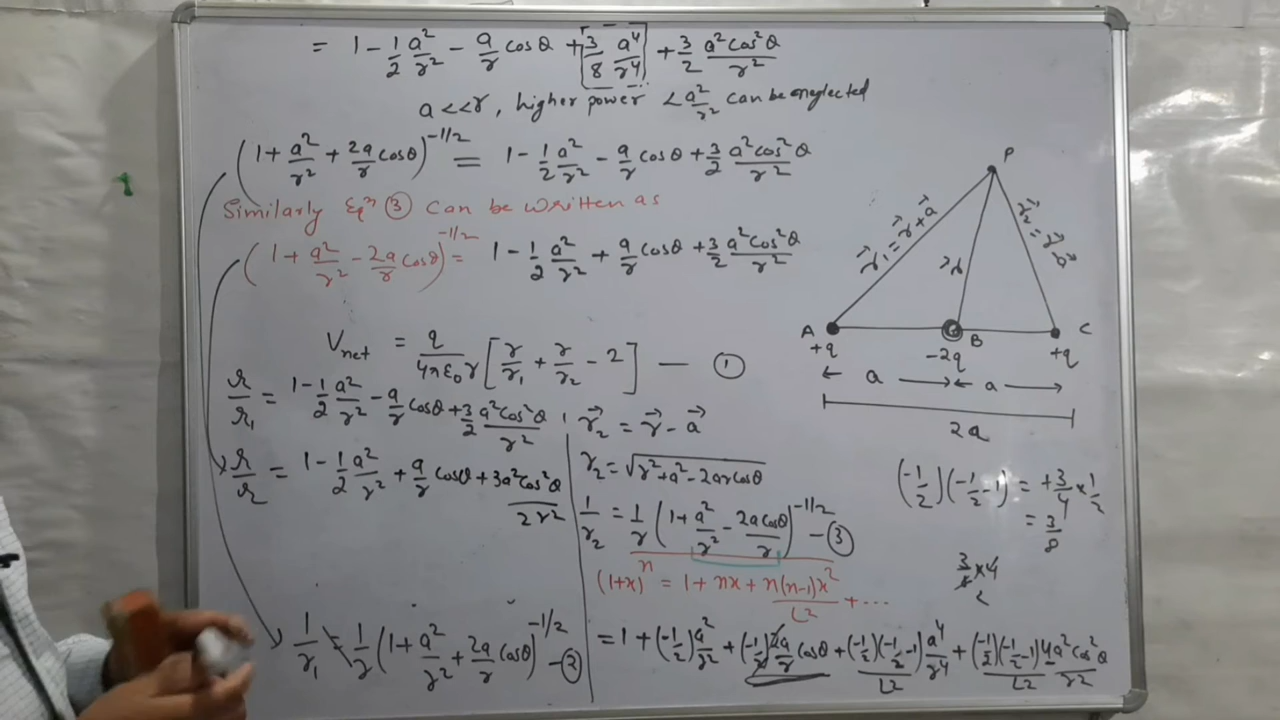 = 1 - 1/2 a²/r² - a/r cosθ + [3/8 a⁴/r⁴] + 3/2 a²cos²θ/r²
a<<r, higher power < a²/r² can be neglected
(1 + a²/r² + 2a/r cosθ)^-1/2 = 1 - 1/2 a²/r² - a/r cosθ + 3/2 a²cos²θ/r²
Similarly Eqⁿ ③ can be written as
(1 + a²/r² - 2a/r cosθ)^-1/2 = 1 - 1/2 a²/r² + a/r cosθ + 3/2 a²cos²θ/r²
V_net = q/4πε₀r [r/r₁ + r/r₂ - 2] — ①
r/r₁ = 1 - 1/2 a²/r² - a/r cosθ + 3/2 a²cos²θ/r²
r/r₂ = 1 - 1/2 a²/r² + a/r cosθ + 3a²cos²θ/2r²
1/r₁ = 1/r (1 + a²/r² + 2a/r cosθ)^-1/2 - ②
r⃗₂ = r⃗ - a⃗
r₂ = √r²+a²-2ar cosθ
1/r₂ = 1/r (1 + a²/r² - 2a cosθ/r)^-1/2 - ③
(1+x)^n = 1 + nx + n(n-1)x²/L2 + ...
= 1 + (-1/2) a²/r² + (-1/2) 2a/r cosθ + (-1/2)(-1/2-1)/L2 a⁴/r⁴ + (-1/2)(-1/2-1)/L2 4a²cos²θ/r²
P
r⃗₁ = r⃗ + a⃗
r⃗
r⃗₂ = r⃗ - a⃗
A B C
+q -2q +q
← a → ← a →
2a
(-1/2)(-1/2-1) = +3/4 × 1/2
= 3/8